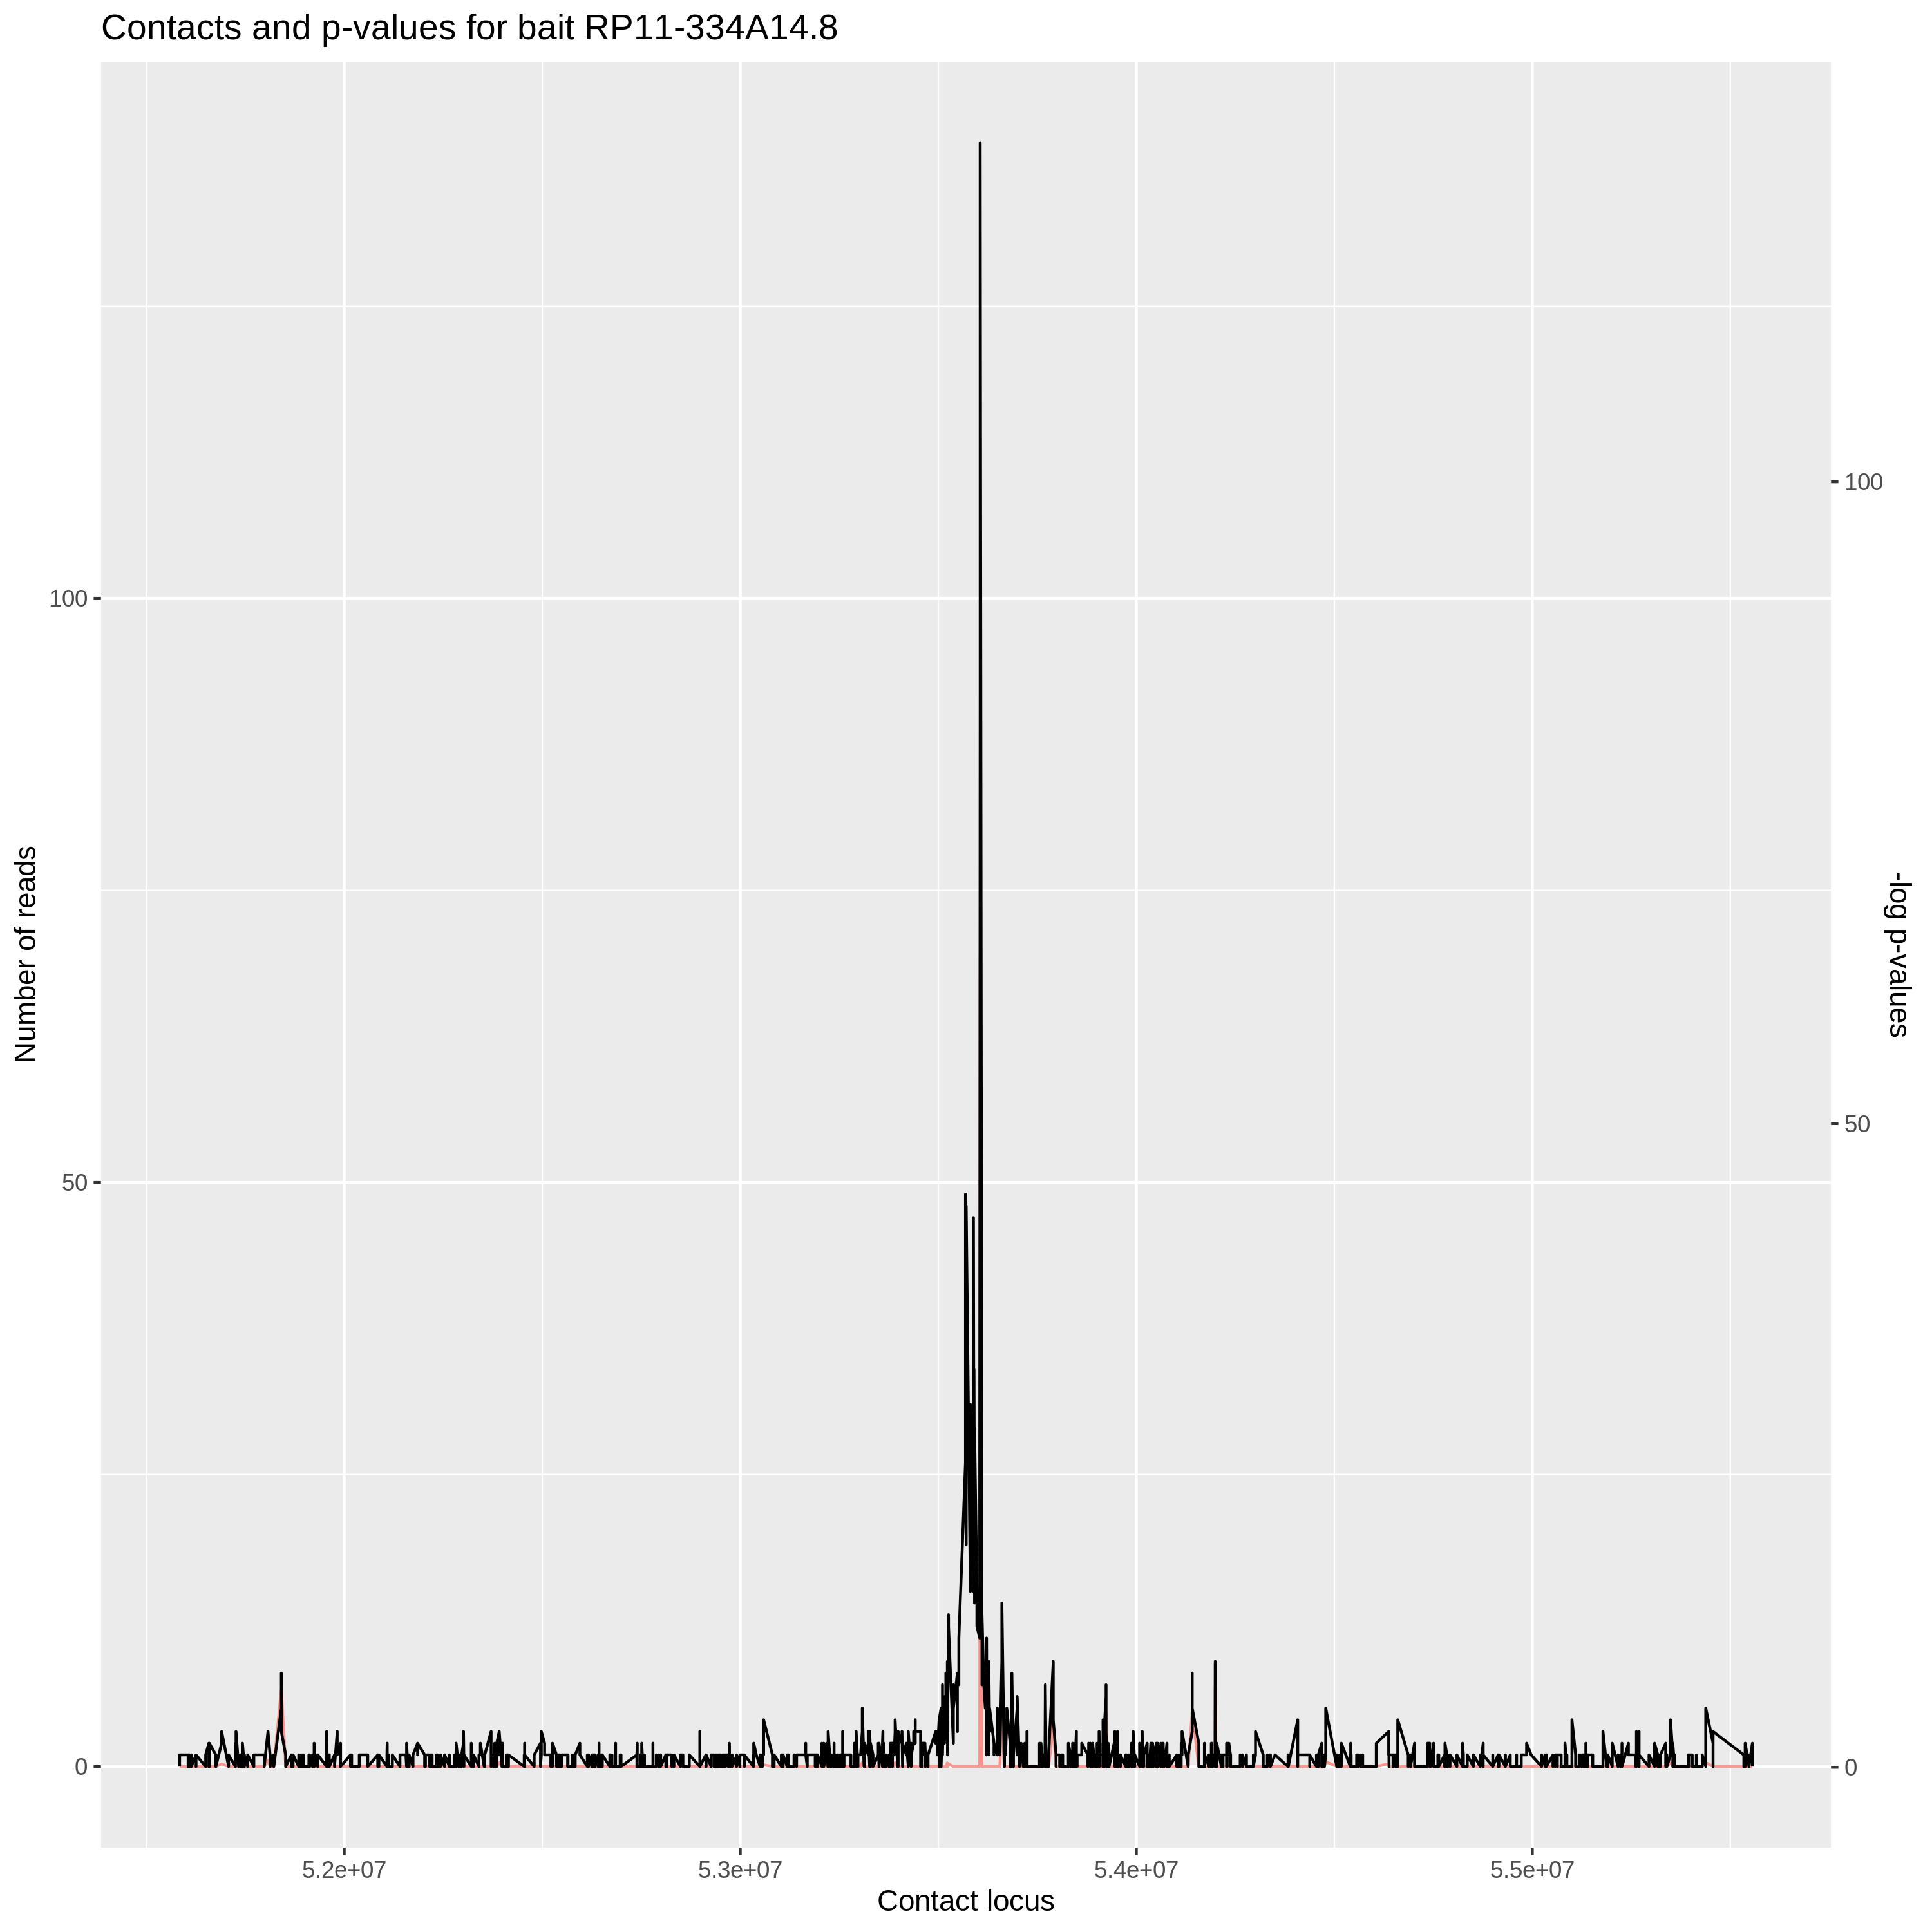 Contacts and p-values for bait RP11-334A14.8
100
50
0
Number of reads
100
50
0
-log p-values
5.2e+07
5.3e+07
5.4e+07
5.5e+07
Contact locus